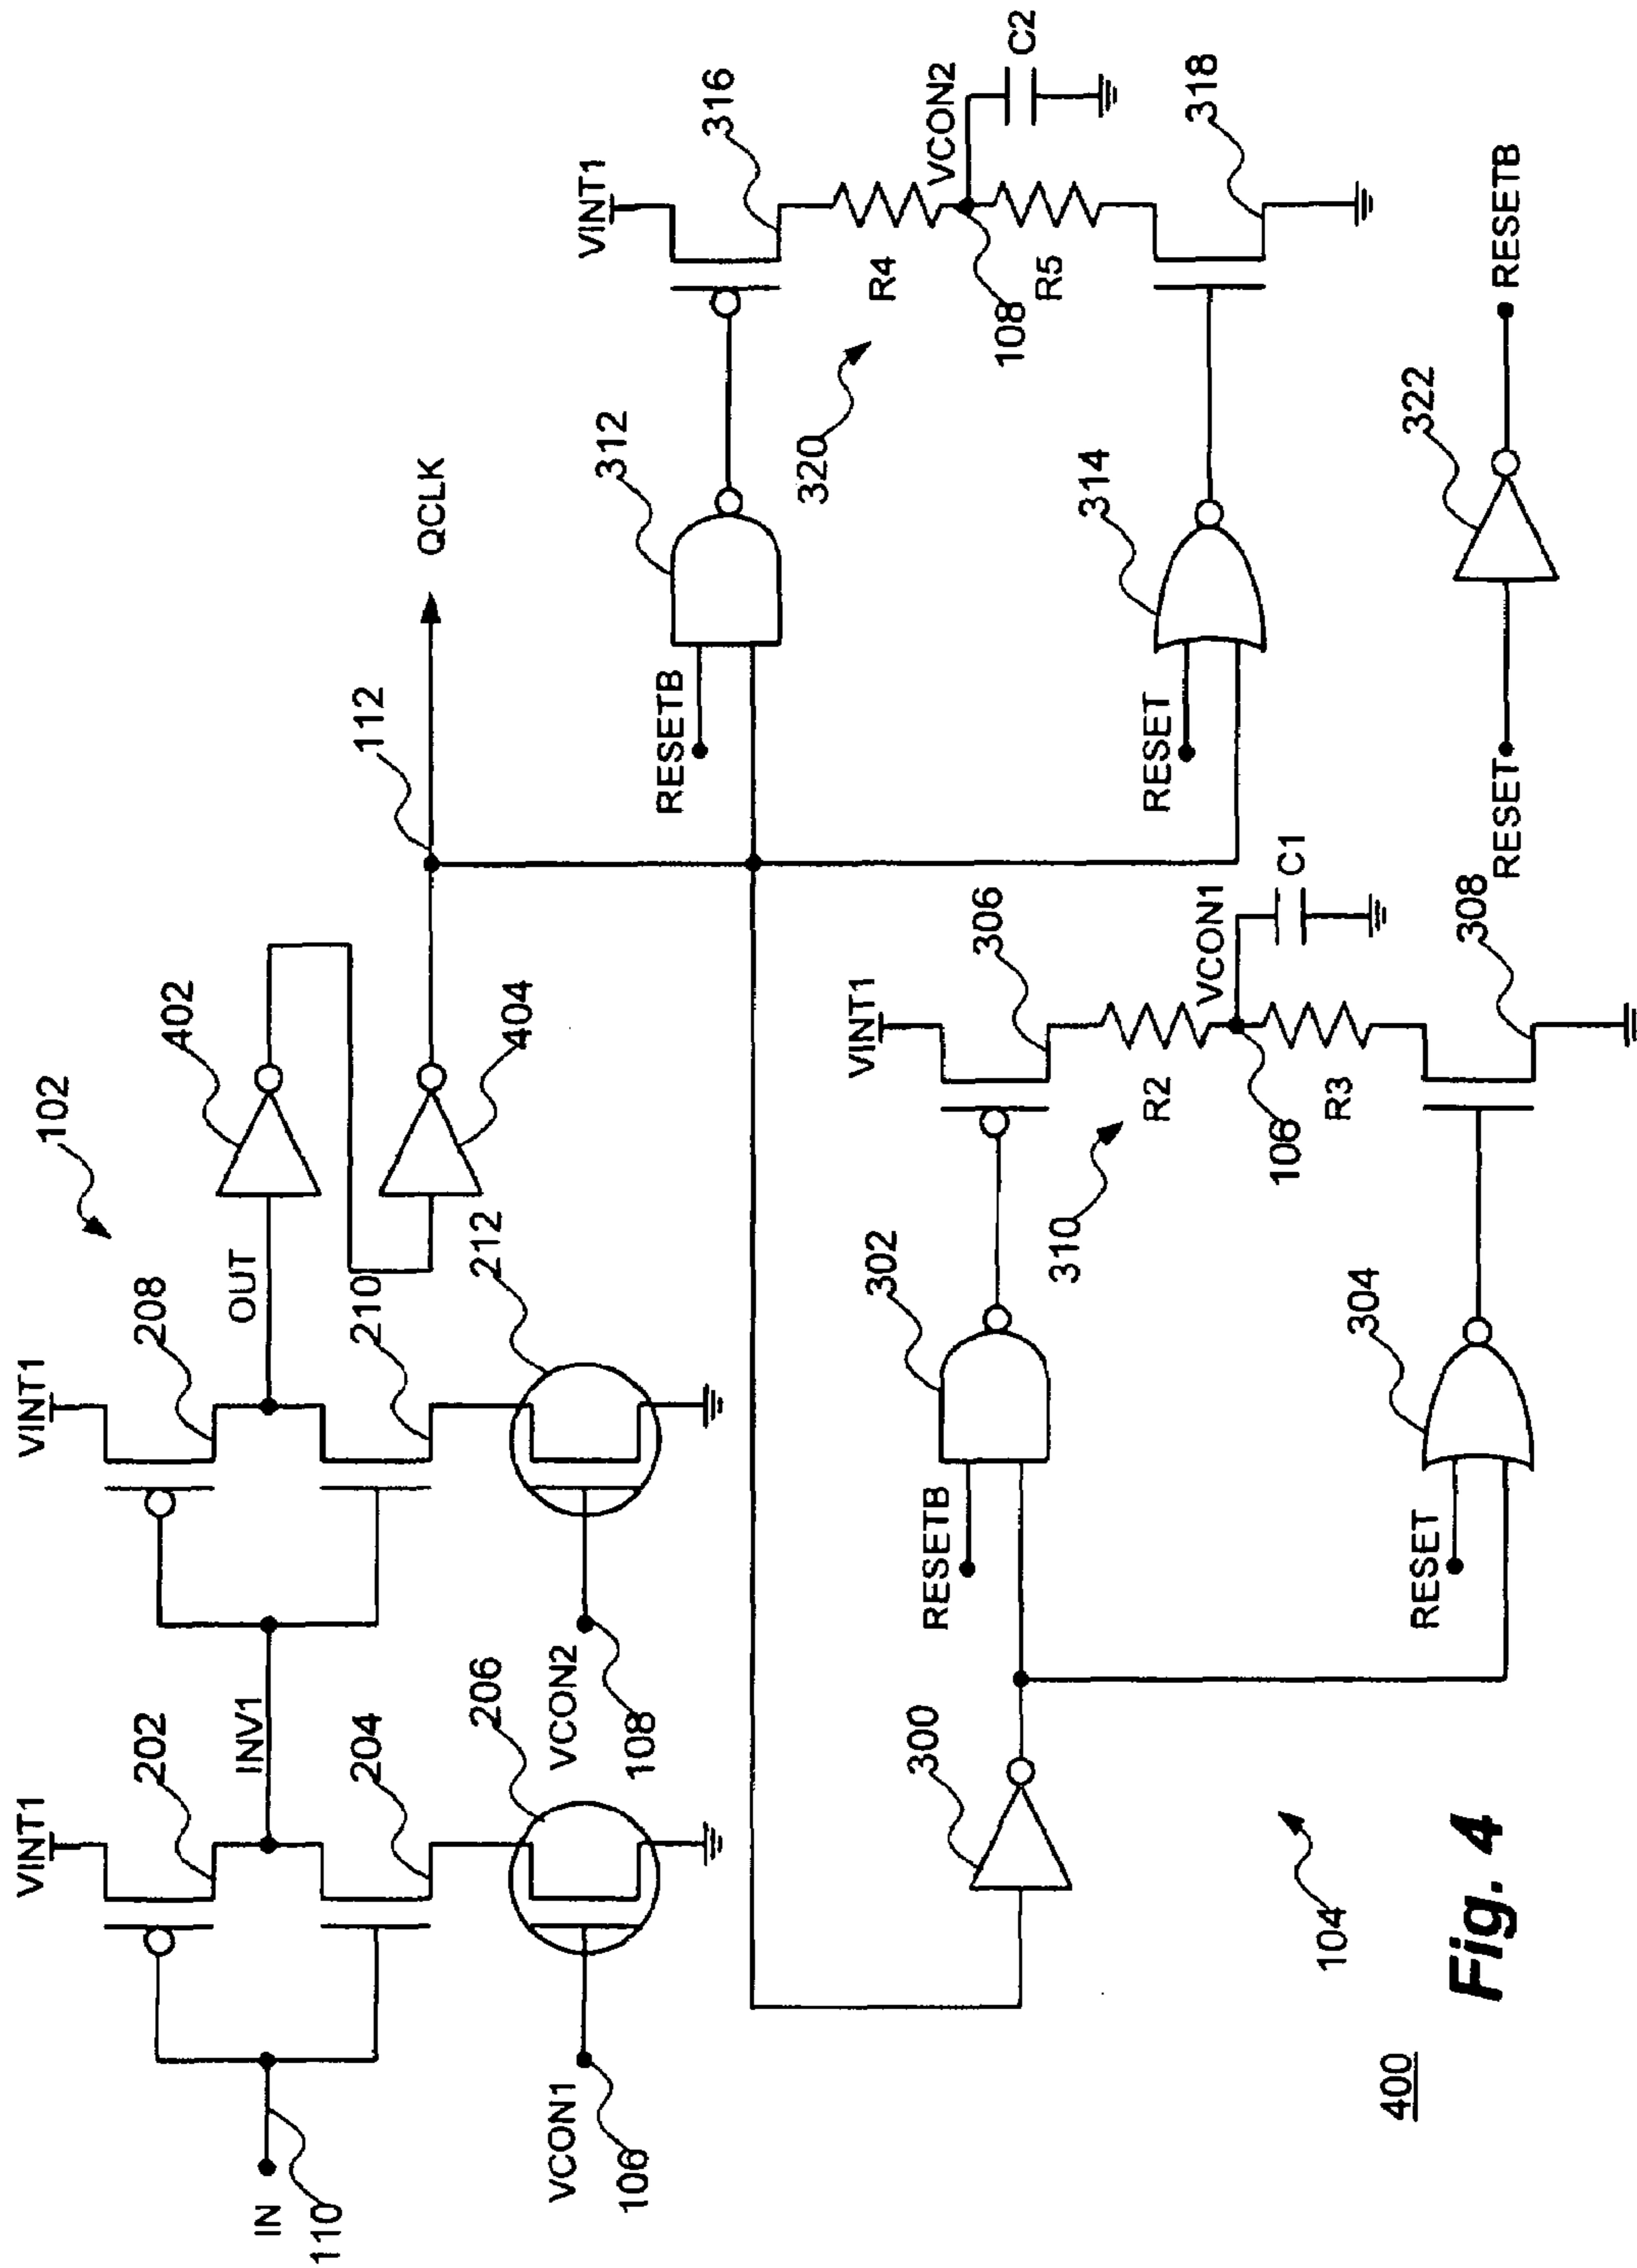 VINT1
202
INV1
204
IN
110
VCON1
106
206
VINT1
208
OUT
210
212
VCON2
108
102
402
404
112
QCLK
300
RESETB
302
RESET
304
310
VINT1
306
R2
VCON1
106
R3
C1
308
RESETB
312
RESET
314
320
VINT1
316
R4
VCON2
108
R5
C2
318
RESET
322
RESETB
104
400
Fig. 4